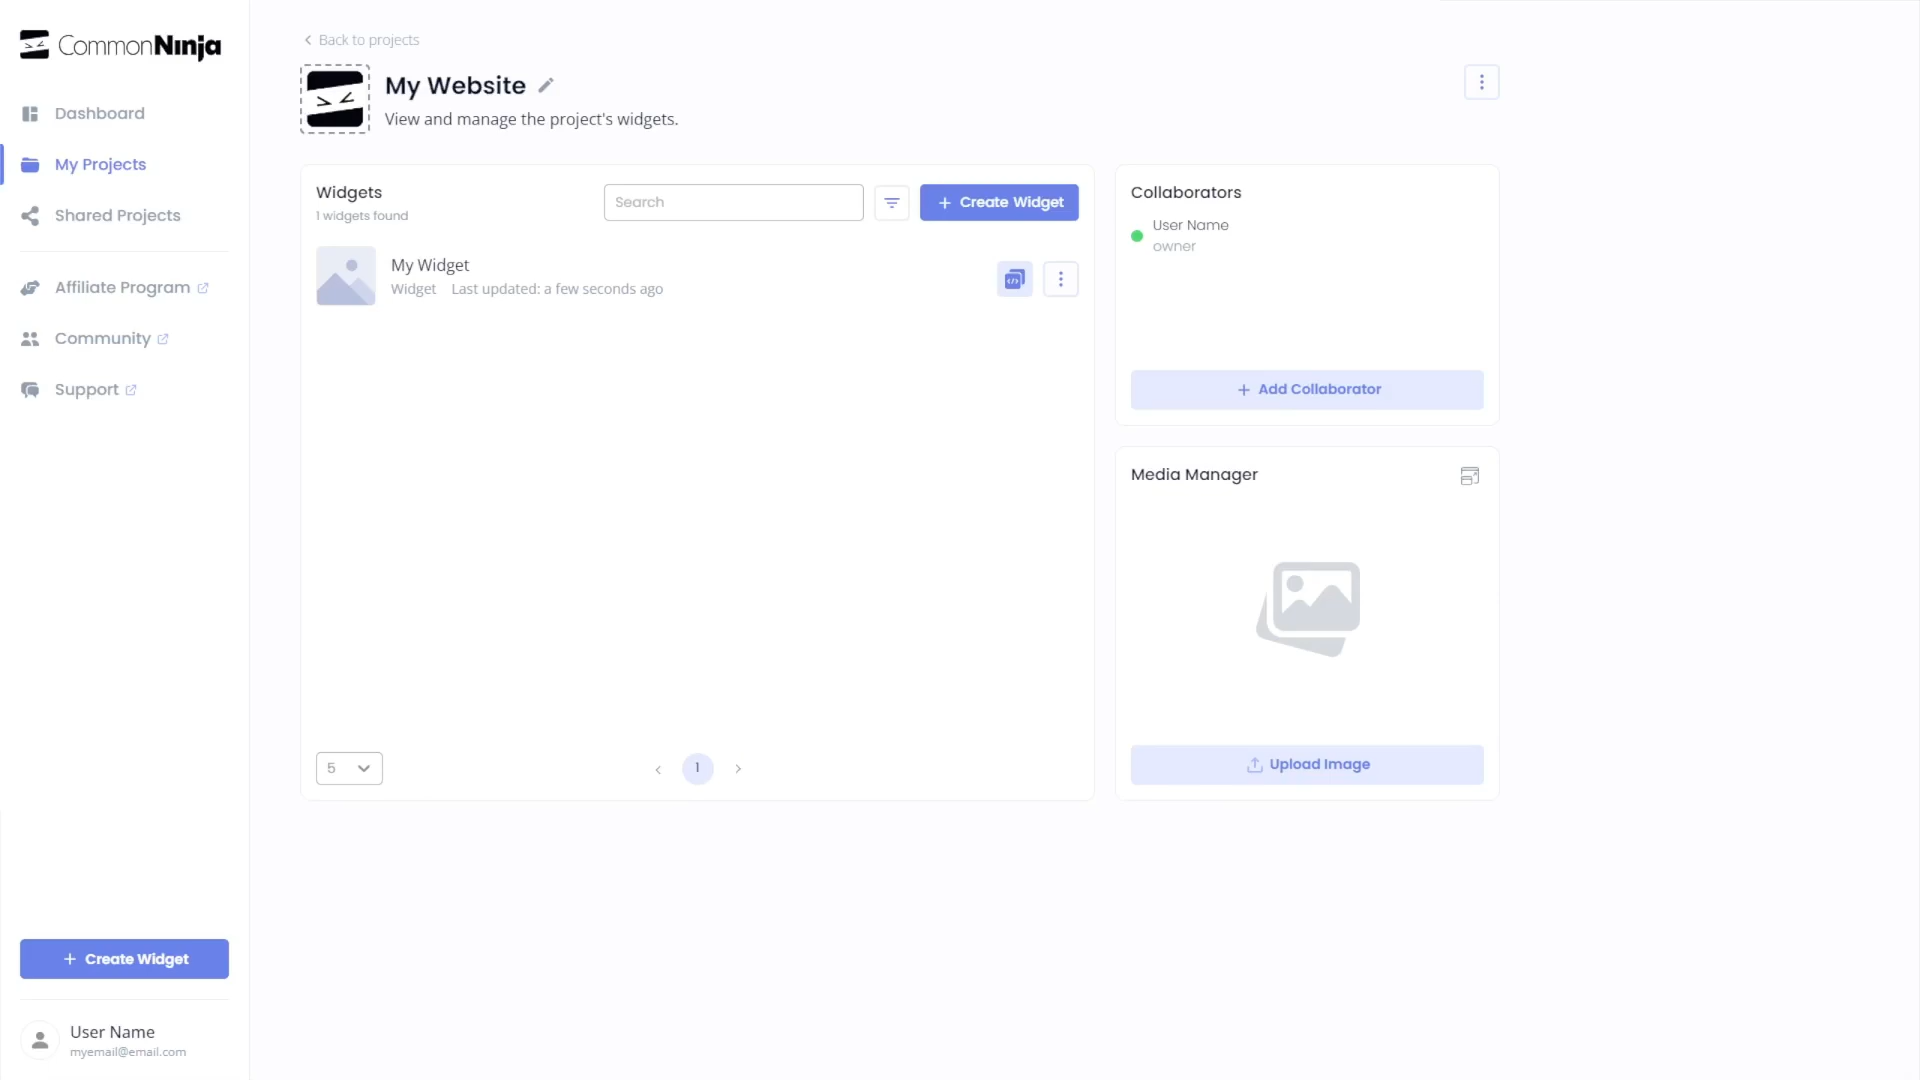 CommonNinja
Dashboard
My Projects
Shared Projects
Affiliate Program
Community
Support
Create Widget
User Name
myemail@email.com
Back to projects
My Website
View and manage the project's widgets.
Widgets
1 widgets found
Search
Create Widget
My Widget
Widget Last updated: a few seconds ago
5
1
Collaborators
User Name
owner
Add Collaborator
Media Manager
Upload Image